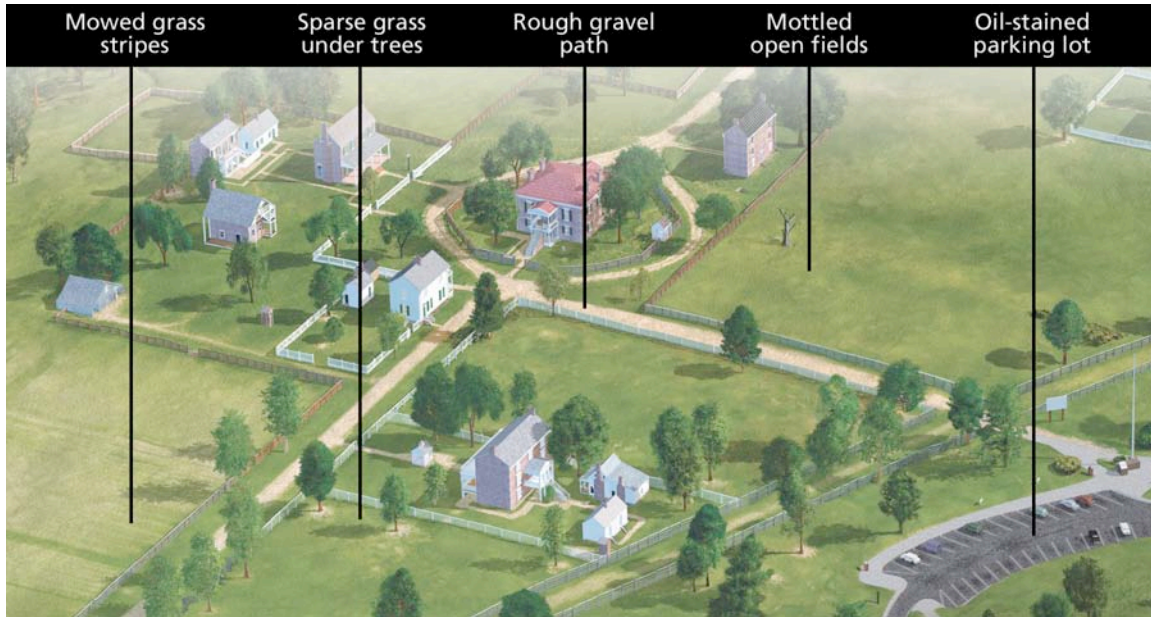 Mowed grass
stripes
Sparse grass
under trees
Rough gravel
path
Mottled
open fields
Oil-stained
parking lot